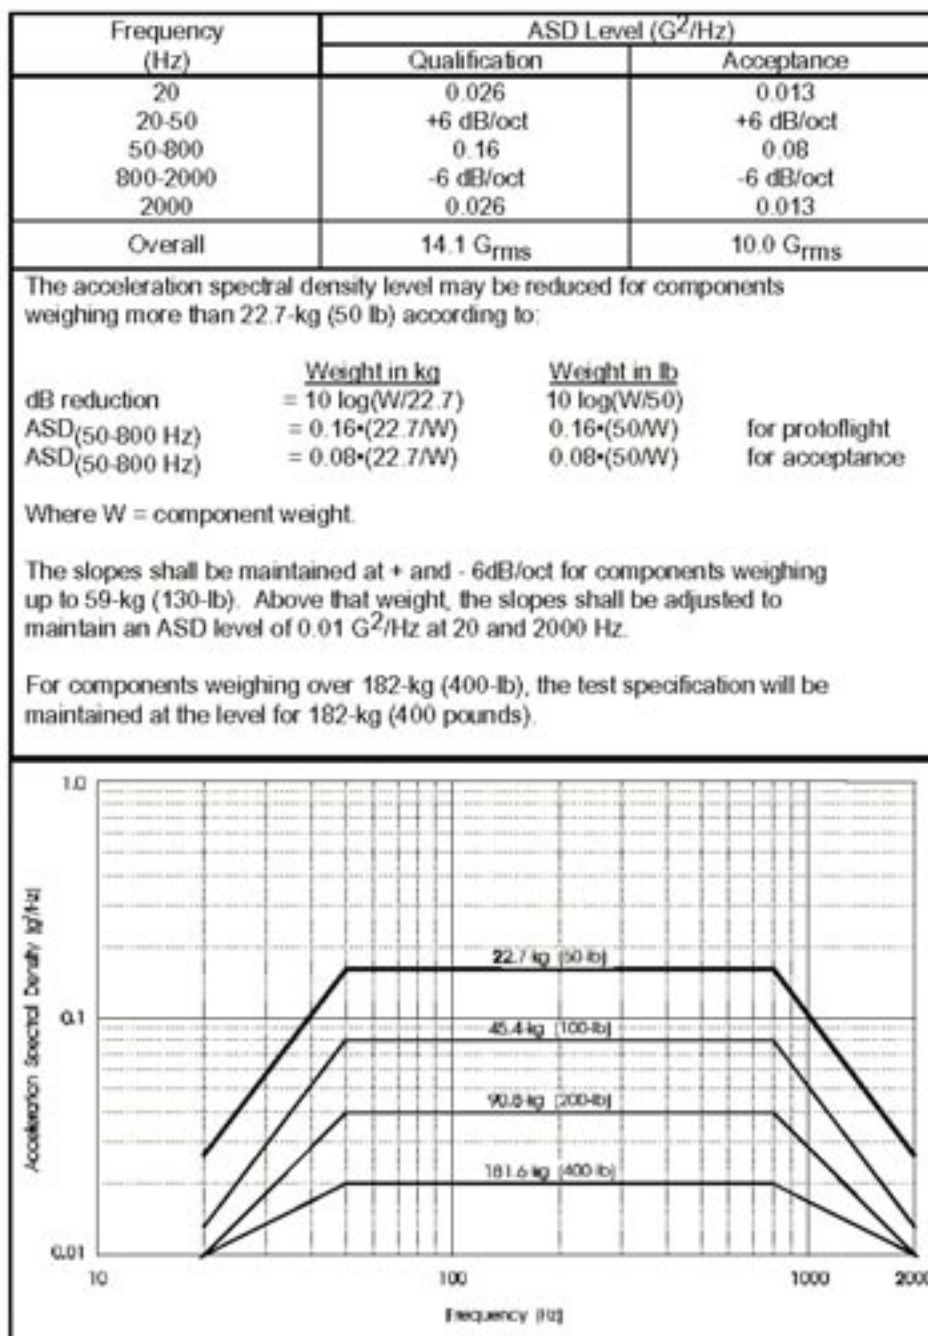 Frequency ASD Level (G²/Hz)
(Hz) Qualification Acceptance
20 0.026 0.013
20-50 +6 dB/oct +6 dB/oct
50-800 0.16 0.08
800-2000 -6 dB/oct -6 dB/oct
2000 0.026 0.013
Overall 14.1 Grms 10.0 Grms
The acceleration spectral density level may be reduced for components
weighing more than 22.7-kg (50 lb) according to:
Weight in kg Weight in lb
dB reduction = 10 log(W/22.7) 10 log(W/50)
ASD(50-800 Hz) = 0.16•(22.7/W) 0.16•(50/W) for protoflight
ASD(50-800 Hz) = 0.08•(22.7/W) 0.08•(50/W) for acceptance
Where W = component weight.
The slopes shall be maintained at + and - 6dB/oct for components weighing
up to 59-kg (130-lb). Above that weight, the slopes shall be adjusted to
maintain an ASD level of 0.01 G²/Hz at 20 and 2000 Hz.
For components weighing over 182-kg (400-lb), the test specification will be
maintained at the level for 182-kg (400 pounds).
1.0
22.7-kg (50-lb)
0.1
45.4-kg (100-lb)
90.8-kg (200-lb)
181.6-kg (400-lb)
0.01
10 100 1000 2000
Acceleration Spectral Density (g²/Hz)
Frequency (Hz)